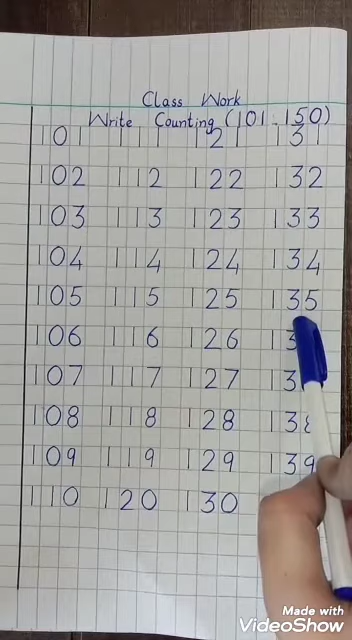 Class Work
Write Counting (101-150)
101 111 121 131
102 112 122 132
103 113 123 133
104 114 124 134
105 115 125 135
106 116 126
107 117 127
108 118 128 138
109 119 129 139
110 120 130
Made with
VideoShow